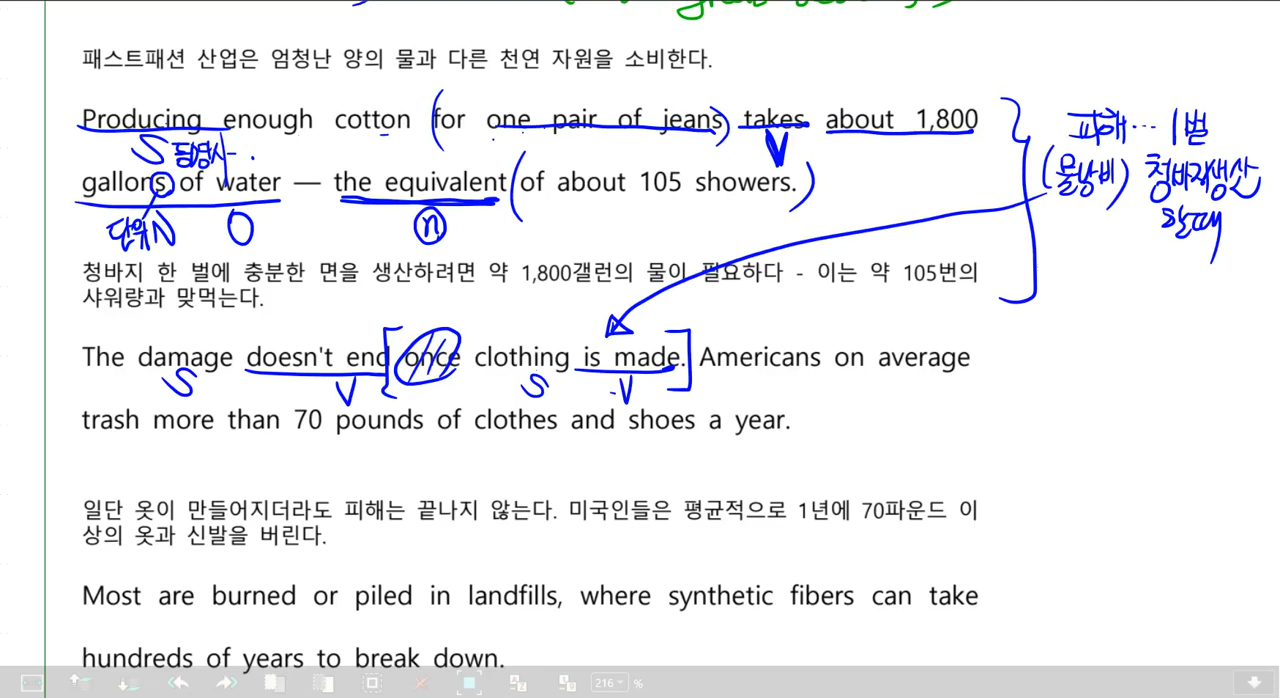 패스트패션 산업은 엄청난 양의 물과 다른 천연 자원을 소비한다.
Producing enough cotton (for one pair of jeans) takes about 1,800
S 동명사
V
피해… 1벌
(물낭비) 청바지생산
할때
gallons of water — the equivalent (of about 105 showers.)
단위N
O
n
청바지 한 벌에 충분한 면을 생산하려면 약 1,800갤런의 물이 필요하다 - 이는 약 105번의
샤워량과 맞먹는다.
The damage doesn't end [once clothing is made.] Americans on average
S V S V
trash more than 70 pounds of clothes and shoes a year.
일단 옷이 만들어지더라도 피해는 끝나지 않는다. 미국인들은 평균적으로 1년에 70파운드 이
상의 옷과 신발을 버린다.
Most are burned or piled in landfills, where synthetic fibers can take
hundreds of years to break down.
216 %